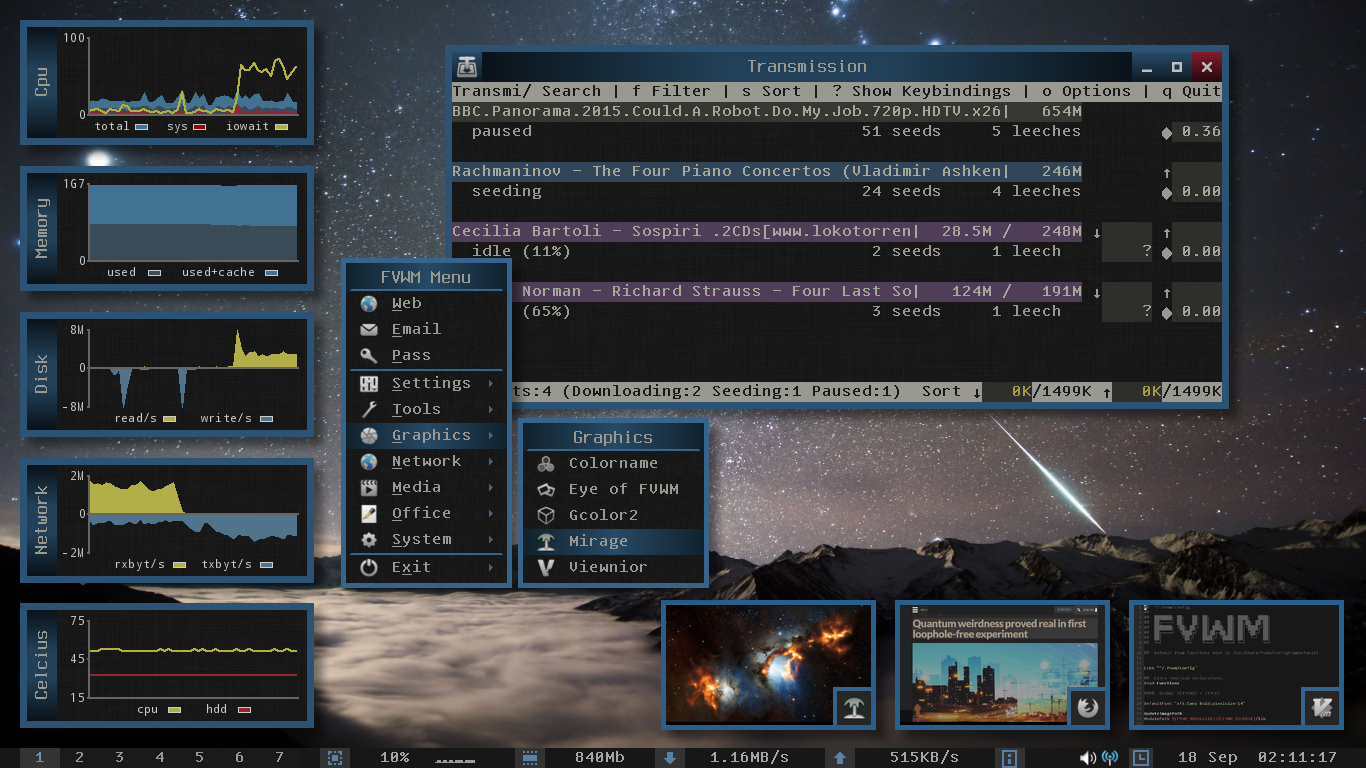 100
Cpu
0
total sys iowait
167
Memory
0
used used+cache
8M
Disk
0
-8M
read/s write/s
2M
Network
0
-2M
rxbyt/s txbyt/s
75
Celcius
45
15
cpu hdd
Transmission
Transmi/ Search | f Filter | s Sort | ? Show Keybindings | o Options | q Quit
BBC.Panorama.2015.Could.A.Robot.Do.My.Job.720p.HDTV.x26| 654M
paused 51 seeds 5 leeches ◆ 0.36
Rachmaninov - The Four Piano Concertos (Vladimir Ashken| 246M ↑
seeding 24 seeds 4 leeches ◆ 0.00
Cecilia Bartoli - Sospiri .2CDs[www.lokotorren| 28.5M / 248M ↓ ↑
idle (11%) 2 seeds 1 leech ? ◆ 0.00
Norman - Richard Strauss - Four Last So| 124M / 191M ↓ ↑
(65%) 3 seeds 1 leech ? ◆ 0.00
ts:4 (Downloading:2 Seeding:1 Paused:1) Sort ↓ 0K/1499K ↑ 0K/1499K
FVWM Menu
Web
Email
Pass
Settings
Tools
Graphics
Network
Media
Office
System
Exit
Graphics
Colorname
Eye of FVWM
Gcolor2
Mirage
Viewnior
Quantum weirdness proved real in first
loophole-free experiment
FVWM
1 2 3 4 5 6 7 10% 840Mb 1.16MB/s 515KB/s 18 Sep 02:11:17